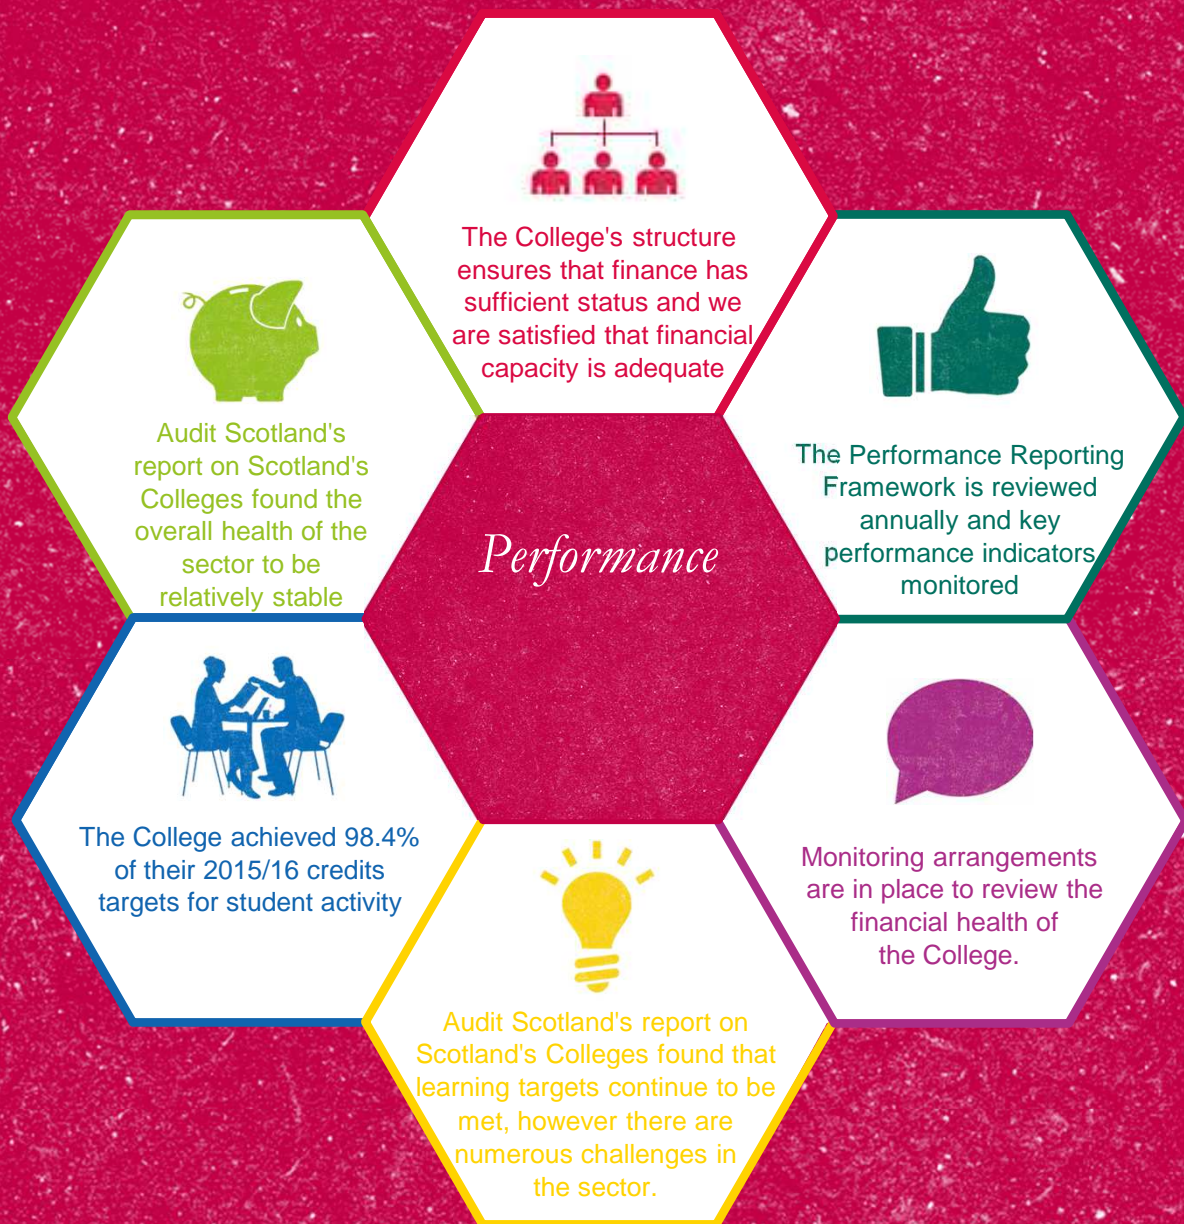 The College's structure
ensures that finance has
sufficient status and we
are satisfied that financial
capacity is adequate
Audit Scotland's
report on Scotland's
Colleges found the
overall health of the
sector to be
relatively stable
The Performance Reporting
Framework is reviewed
annually and key
performance indicators
monitored
Performance
The College achieved 98.4%
of their 2015/16 credits
targets for student activity
Monitoring arrangements
are in place to review the
financial health of
the College.
Audit Scotland's report on
Scotland's Colleges found that
learning targets continue to be
met, however there are
numerous challenges in
the sector.